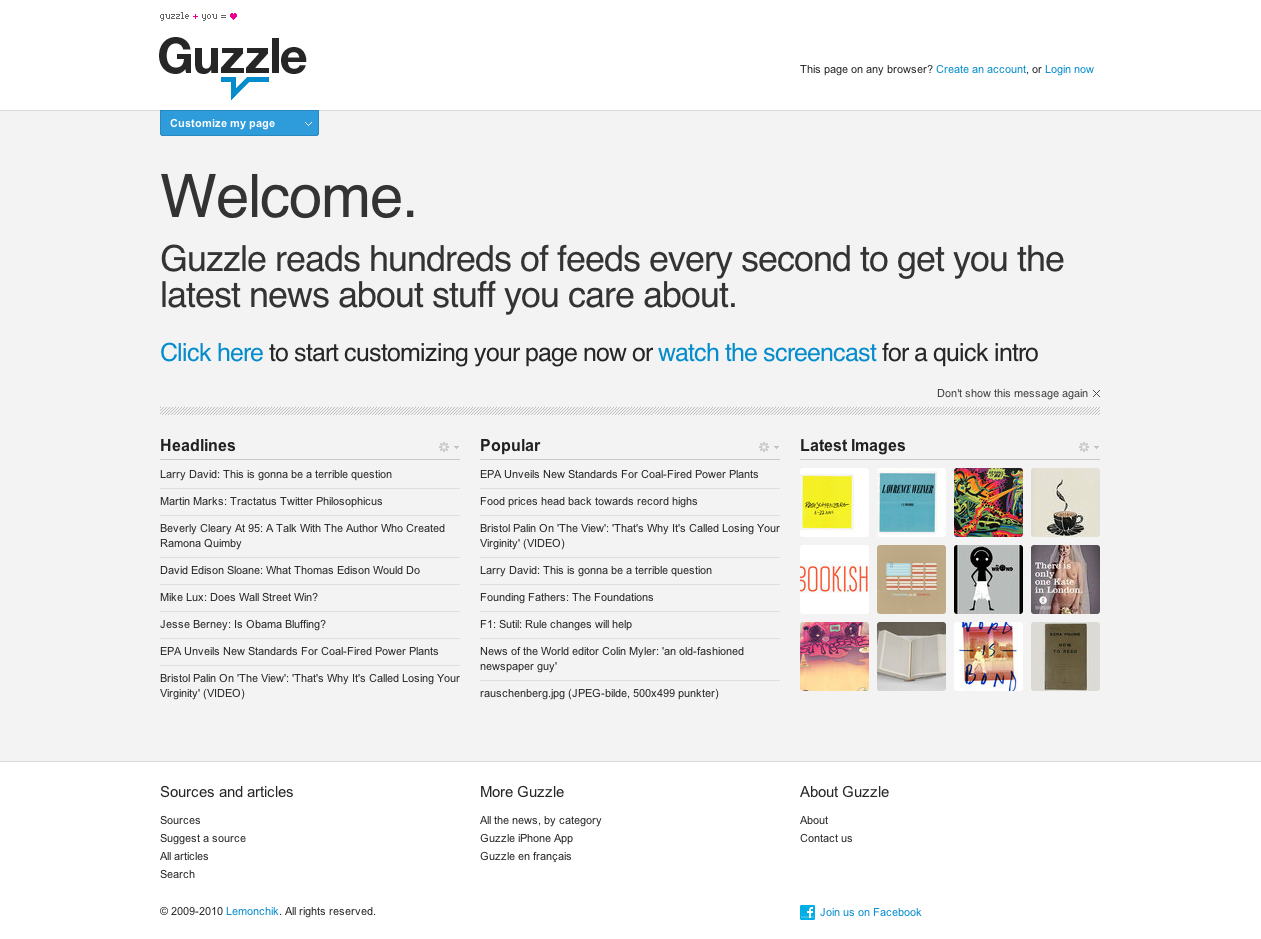 guzzle + you = ♥
Guzzle
This page on any browser? Create an account, or Login now
Customize my page
Welcome.
Guzzle reads hundreds of feeds every second to get you the
latest news about stuff you care about.
Click here to start customizing your page now or watch the screencast for a quick intro
Don't show this message again
Headlines
Larry David: This is gonna be a terrible question
Martin Marks: Tractatus Twitter Philosophicus
Beverly Cleary At 95: A Talk With The Author Who Created
Ramona Quimby
David Edison Sloane: What Thomas Edison Would Do
Mike Lux: Does Wall Street Win?
Jesse Berney: Is Obama Bluffing?
EPA Unveils New Standards For Coal-Fired Power Plants
Bristol Palin On 'The View': 'That's Why It's Called Losing Your
Virginity' (VIDEO)
Popular
EPA Unveils New Standards For Coal-Fired Power Plants
Food prices head back towards record highs
Bristol Palin On 'The View': 'That's Why It's Called Losing Your
Virginity' (VIDEO)
Larry David: This is gonna be a terrible question
Founding Fathers: The Foundations
F1: Sutil: Rule changes will help
News of the World editor Colin Myler: 'an old-fashioned
newspaper guy'
rauschenberg.jpg (JPEG-bilde, 500x499 punkter)
Latest Images
LAWRENCE WEINER
BOOKI.SH
WRONG
There is
only
one Kate
in London.
WORD
IS
BOND
EZRA POUND
HOW
TO READ
Sources and articles
Sources
Suggest a source
All articles
Search
More Guzzle
All the news, by category
Guzzle iPhone App
Guzzle en français
About Guzzle
About
Contact us
© 2009-2010 Lemonchik. All rights reserved.
Join us on Facebook